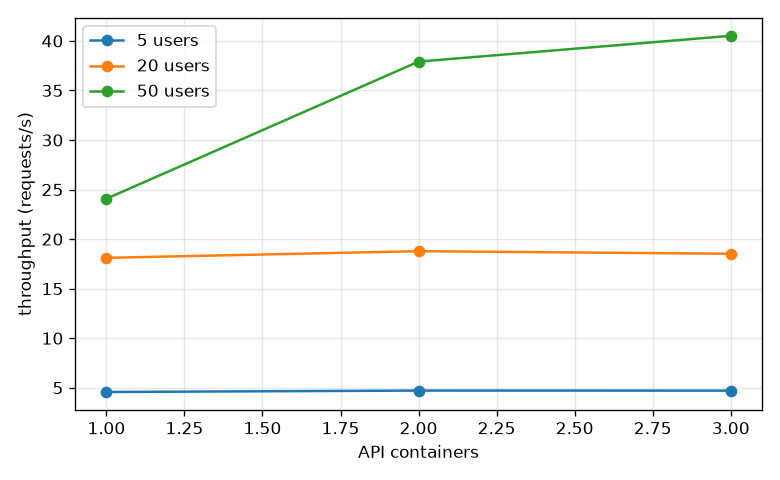 5 users
20 users
50 users
throughput (requests/s)
40
35
30
25
20
15
10
5
1.00 1.25 1.50 1.75 2.00 2.25 2.50 2.75 3.00
API containers